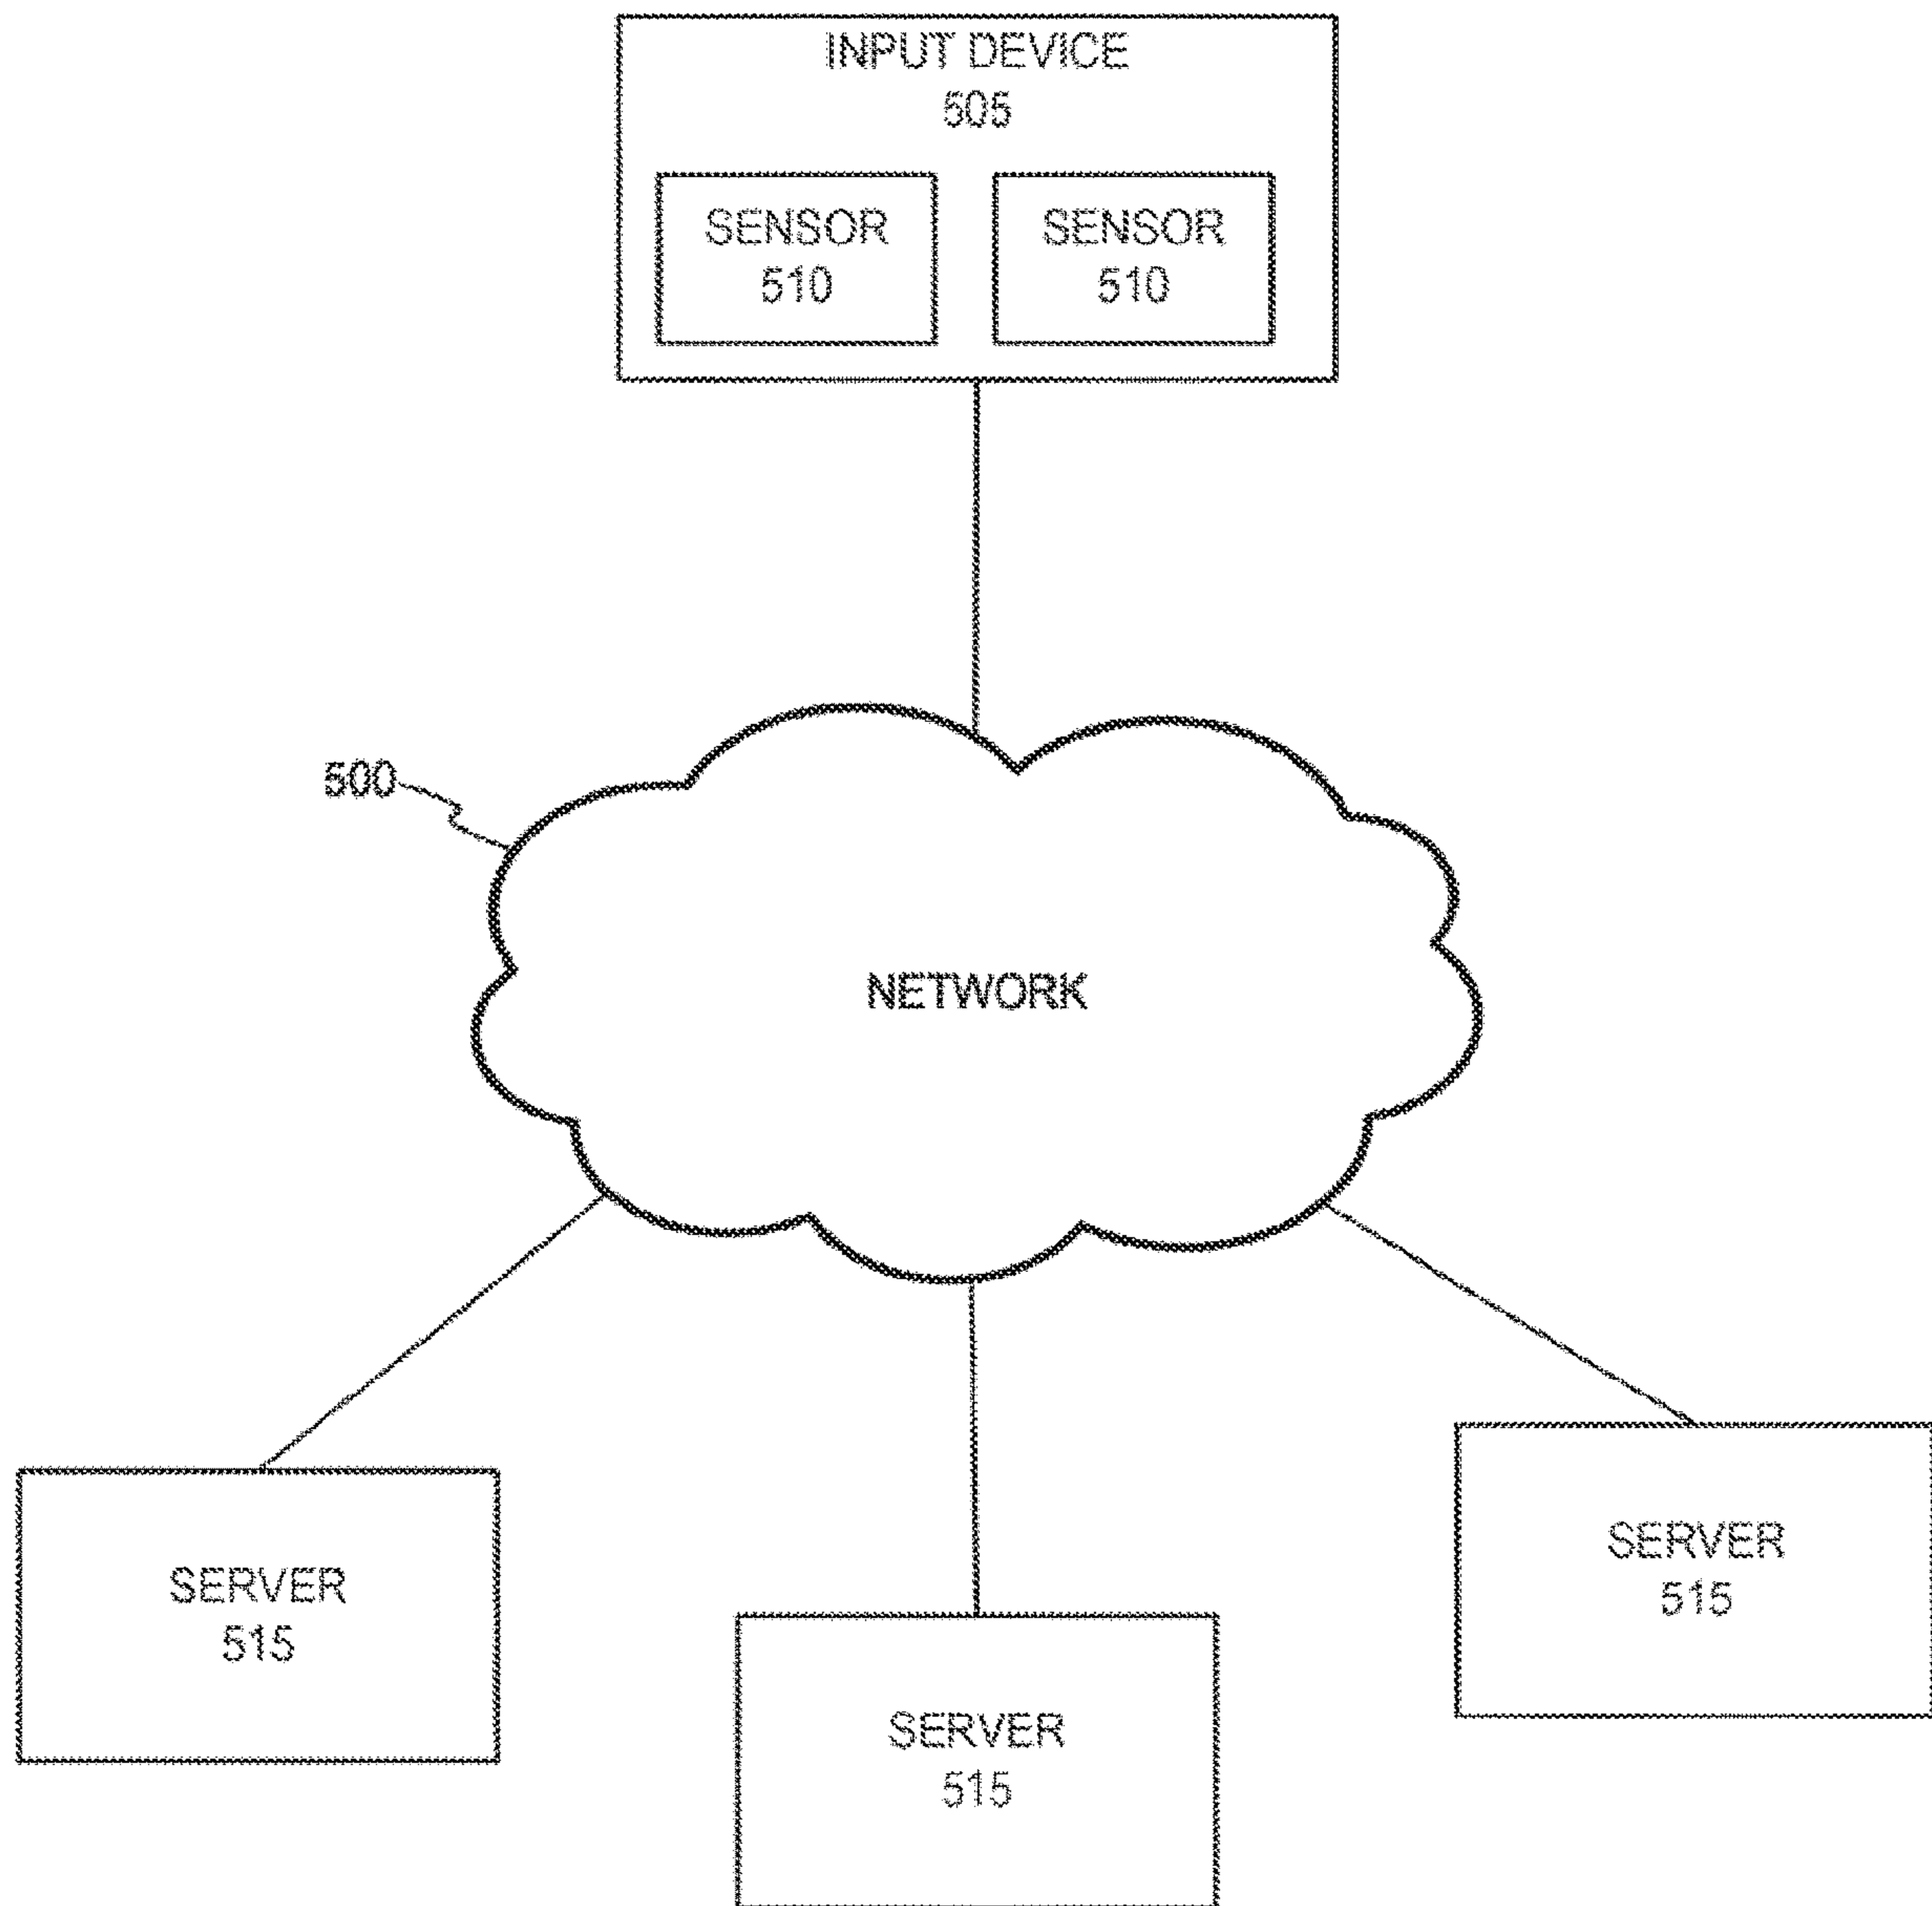 INPUT DEVICE
505
SENSOR
510
SENSOR
510
500
NETWORK
SERVER
515
SERVER
515
SERVER
515